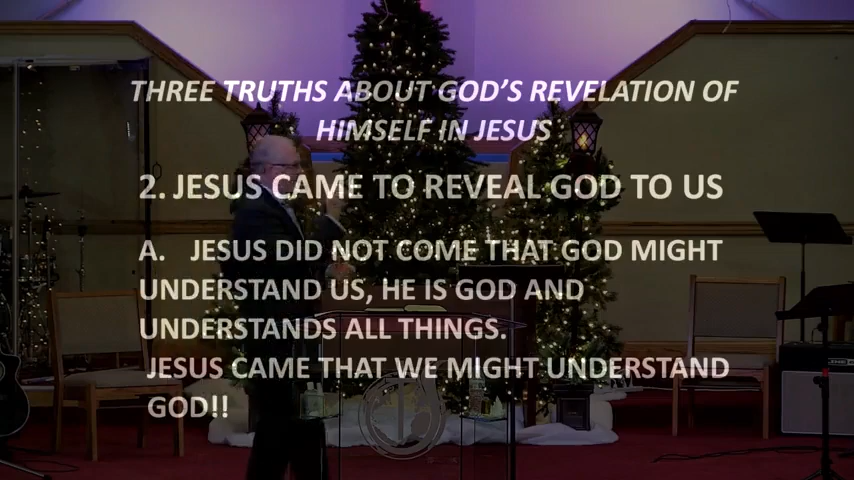 THREE TRUTHS ABOUT GOD'S REVELATION OF
HIMSELF IN JESUS
2. JESUS CAME TO REVEAL GOD TO US
A. JESUS DID NOT COME THAT GOD MIGHT
UNDERSTAND US, HE IS GOD AND
UNDERSTANDS ALL THINGS.
JESUS CAME THAT WE MIGHT UNDERSTAND
GOD!!